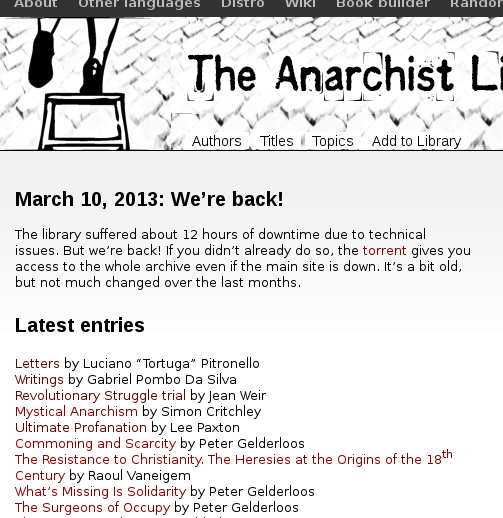 About Other languages Distro Wiki Book builder
The Anarchist
Authors Titles Topics Add to Library
March 10, 2013: We're back!
The library suffered about 12 hours of downtime due to technical
issues. But we're back! If you didn't already do so, the torrent gives you
access to the whole archive even if the main site is down. It's a bit old,
but not much changed over the last months.
Latest entries
Letters by Luciano “Tortuga” Pitronello
Writings by Gabriel Pombo Da Silva
Revolutionary Struggle trial by Jean Weir
Mystical Anarchism by Simon Critchley
Ultimate Profanation by Lee Paxton
Commoning and Scarcity by Peter Gelderloos
The Resistance to Christianity. The Heresies at the Origins of the 18th
Century by Raoul Vaneigem
What's Missing Is Solidarity by Peter Gelderloos
The Surgeons of Occupy by Peter Gelderloos